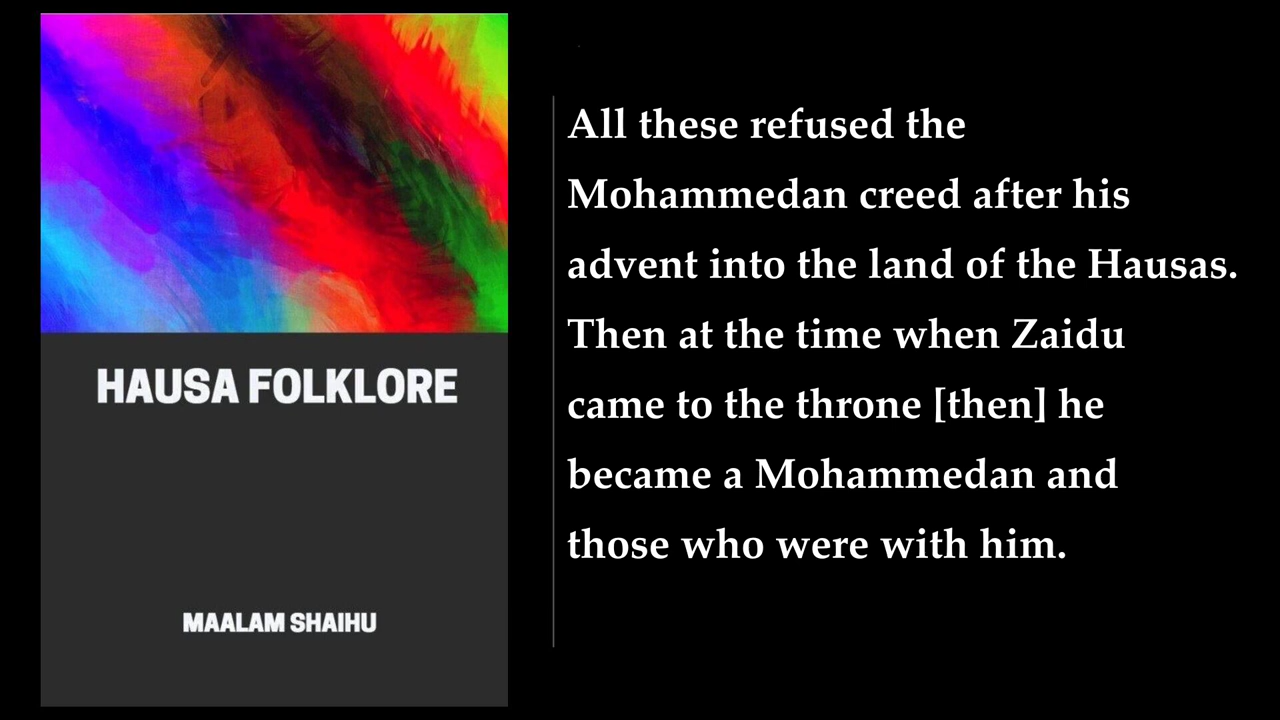 HAUSA FOLKLORE
MAALAM SHAIHU
All these refused the
Mohammedan creed after his
advent into the land of the Hausas.
Then at the time when Zaidu
came to the throne [then] he
became a Mohammedan and
those who were with him.